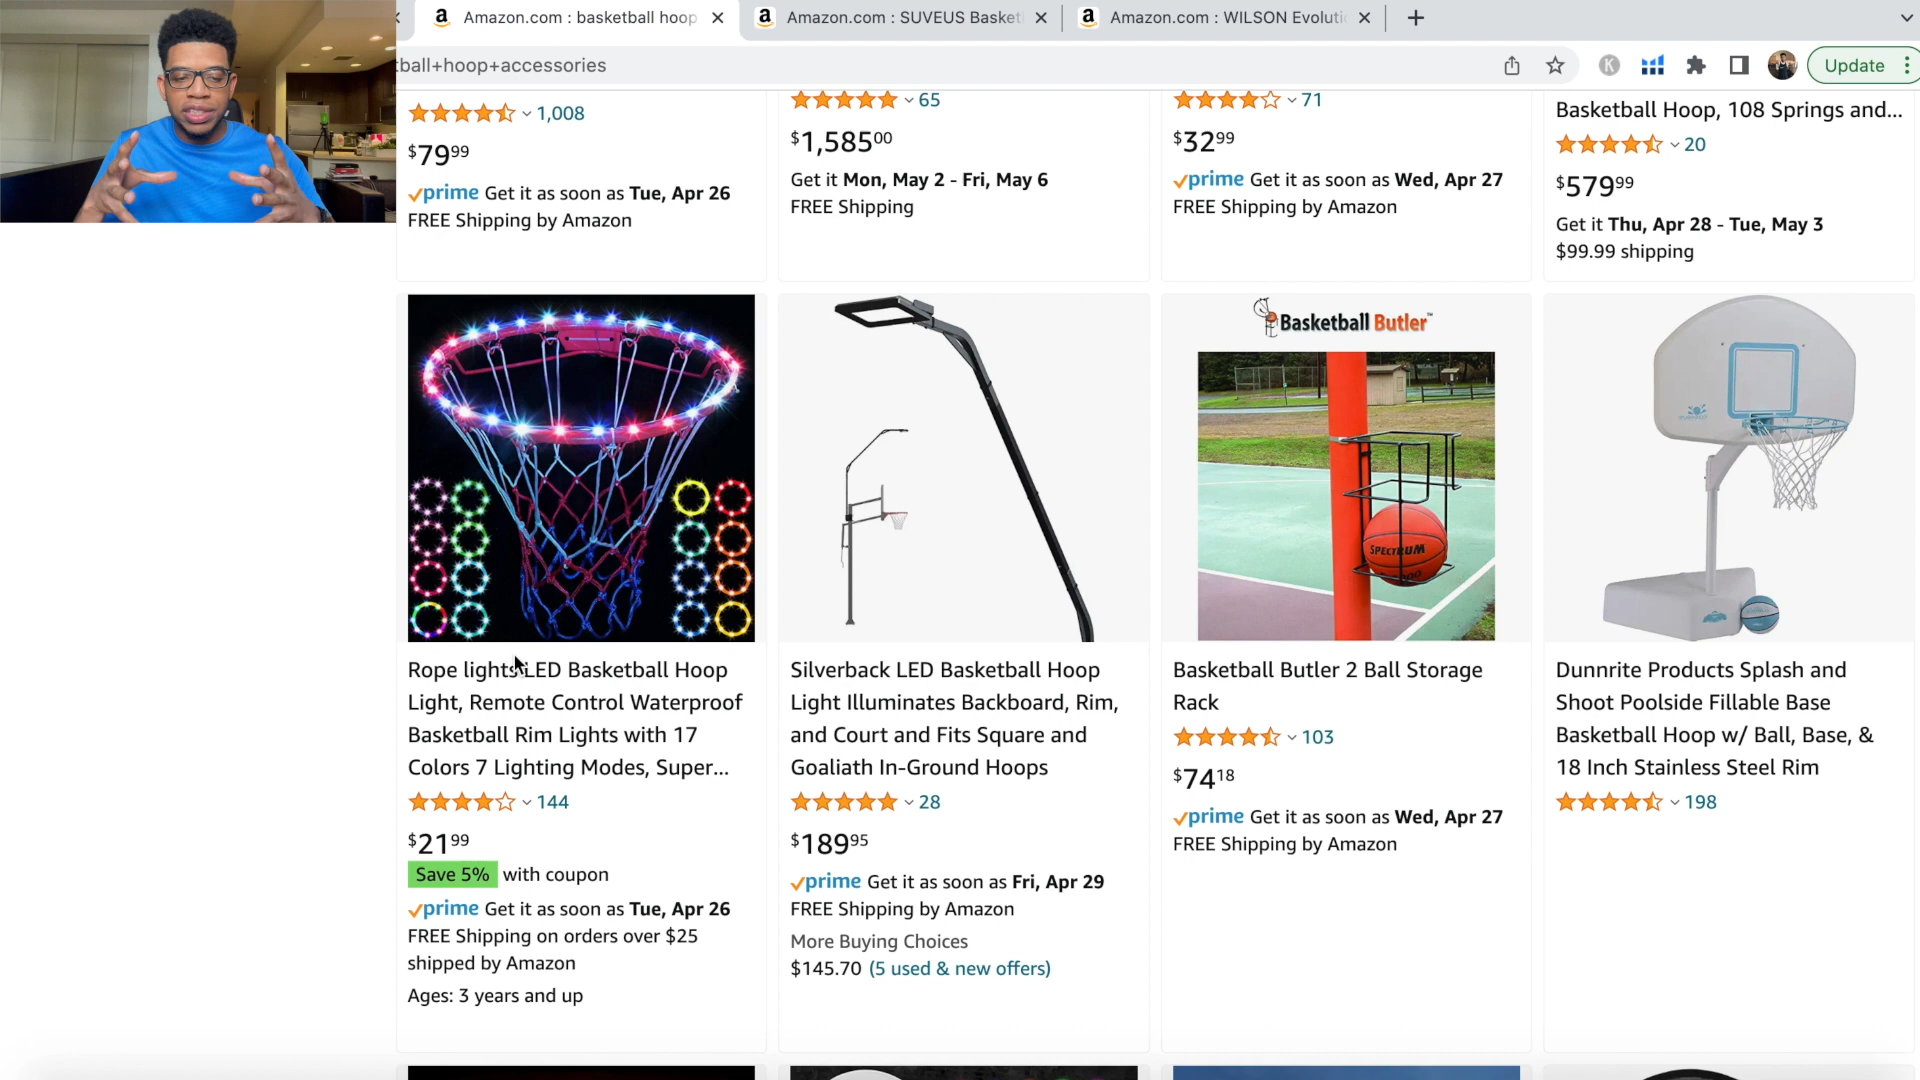 Amazon.com : basketball hoop
Amazon.com : SUVEUS Basket
Amazon.com : WILSON Evoluti
ball+hoop+accessories
K
Update
1,008
$79.99
prime Get it as soon as Tue, Apr 26
FREE Shipping by Amazon
65
$1,585.00
Get it Mon, May 2 - Fri, May 6
FREE Shipping
71
$32.99
prime Get it as soon as Wed, Apr 27
FREE Shipping by Amazon
Basketball Hoop, 108 Springs and...
20
$579.99
Get it Thu, Apr 28 - Tue, May 3
$99.99 shipping
Rope lights LED Basketball Hoop
Light, Remote Control Waterproof
Basketball Rim Lights with 17
Colors 7 Lighting Modes, Super...
144
$21.99
Save 5% with coupon
prime Get it as soon as Tue, Apr 26
FREE Shipping on orders over $25
shipped by Amazon
Ages: 3 years and up
Silverback LED Basketball Hoop
Light Illuminates Backboard, Rim,
and Court and Fits Square and
Goaliath In-Ground Hoops
28
$189.95
prime Get it as soon as Fri, Apr 29
FREE Shipping by Amazon
More Buying Choices
$145.70 (5 used & new offers)
Basketball Butler™
SPECTRUM
Basketball Butler 2 Ball Storage
Rack
103
$74.18
prime Get it as soon as Wed, Apr 27
FREE Shipping by Amazon
Dunnrite Products Splash and
Shoot Poolside Fillable Base
Basketball Hoop w/ Ball, Base, &
18 Inch Stainless Steel Rim
198